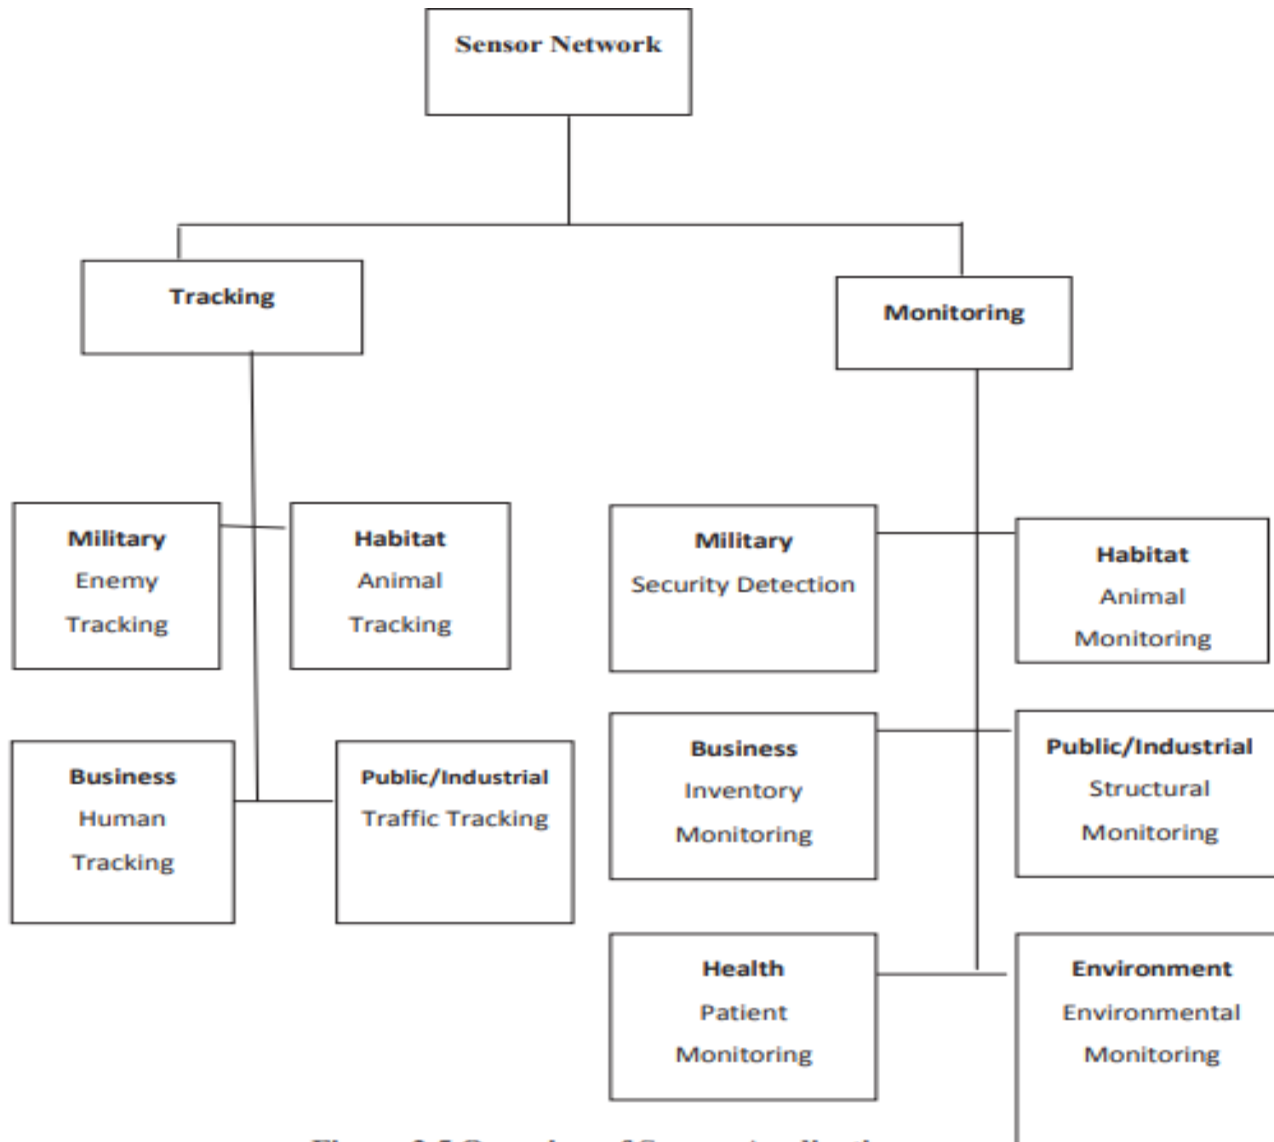 Sensor Network
Tracking
Monitoring
Military
Enemy
Tracking
Habitat
Animal
Tracking
Military
Security Detection
Habitat
Animal
Monitoring
Business
Human
Tracking
Public/Industrial
Traffic Tracking
Business
Inventory
Monitoring
Public/Industrial
Structural
Monitoring
Health
Patient
Monitoring
Environment
Environmental
Monitoring